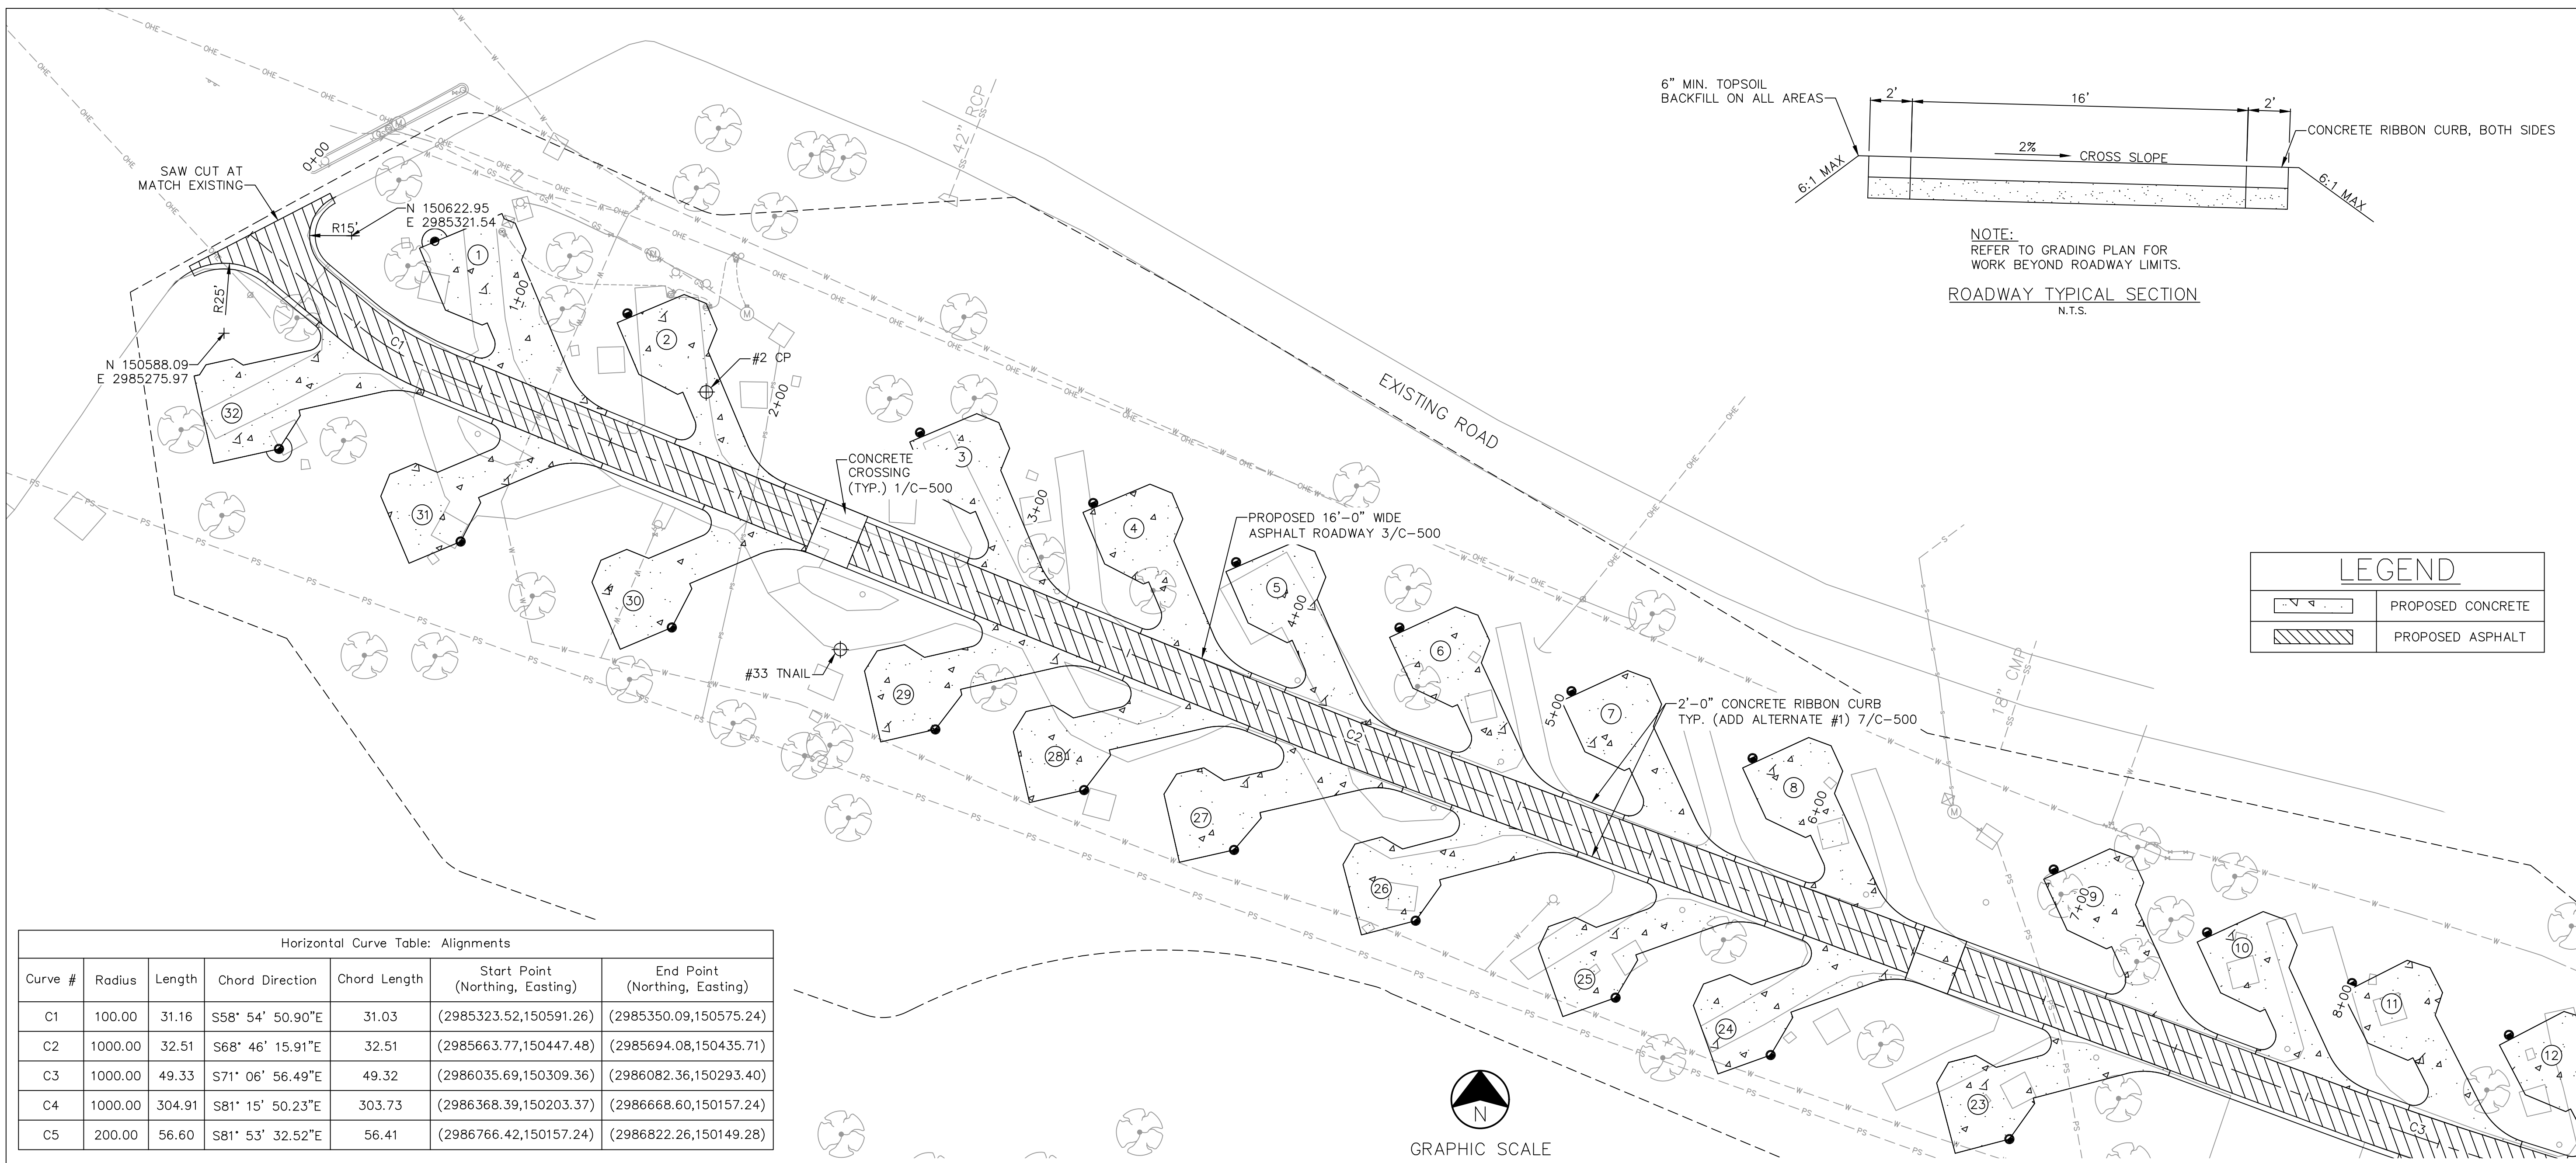 6" MIN. TOPSOIL
BACKFILL ON ALL AREAS
2'
16'
2'
CONCRETE RIBBON CURB, BOTH SIDES
2%
CROSS SLOPE
6:1 MAX
6:1 MAX
NOTE:
REFER TO GRADING PLAN FOR
WORK BEYOND ROADWAY LIMITS.
ROADWAY TYPICAL SECTION
N.T.S.
SAW CUT AT
MATCH EXISTING
0+00
R15'
N 150622.95
E 2985321.54
R25'
N 150588.09
E 2985275.97
C1
1+00
2+00
#2 CP
42" RCP
EXISTING ROAD
CONCRETE
CROSSING
(TYP.) 1/C-500
3+00
PROPOSED 16'-0" WIDE
ASPHALT ROADWAY 3/C-500
4+00
#33 TNAIL
C2
5+00
2'-0" CONCRETE RIBBON CURB
TYP. (ADD ALTERNATE #1) 7/C-500
18" CMP
6+00
7+00
8+00
C3
1
2
3
4
5
6
7
8
9
10
11
12
23
24
25
26
27
28
29
30
31
32
OHE
W
GS
PS
SS
S
M
LEGEND
PROPOSED CONCRETE
PROPOSED ASPHALT
Horizontal Curve Table: Alignments
Curve # Radius Length Chord Direction Chord Length Start Point (Northing, Easting) End Point (Northing, Easting)
C1 100.00 31.16 S58° 54' 50.90"E 31.03 (2985323.52,150591.26) (2985350.09,150575.24)
C2 1000.00 32.51 S68° 46' 15.91"E 32.51 (2985663.77,150447.48) (2985694.08,150435.71)
C3 1000.00 49.33 S71° 06' 56.49"E 49.32 (2986035.69,150309.36) (2986082.36,150293.40)
C4 1000.00 304.91 S81° 15' 50.23"E 303.73 (2986368.39,150203.37) (2986668.60,150157.24)
C5 200.00 56.60 S81° 53' 32.52"E 56.41 (2986766.42,150157.24) (2986822.26,150149.28)
N
GRAPHIC SCALE